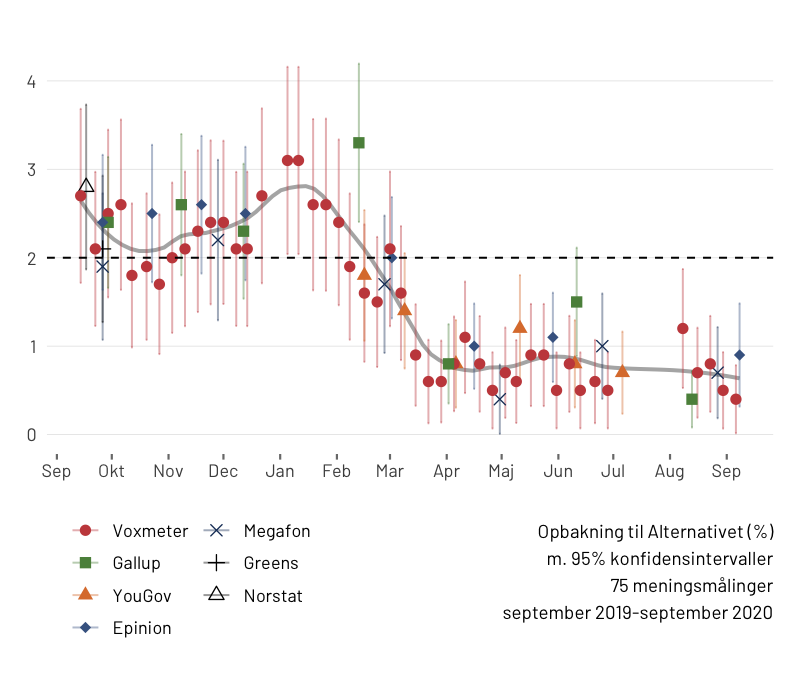 4
3
2
1
0
Sep Okt Nov Dec Jan Feb Mar Apr Maj Jun Jul Aug Sep
Voxmeter Megafon
Gallup Greens
YouGov Norstat
Epinion
Opbakning til Alternativet (%)
m. 95% konfidensintervaller
75 meningsmålinger
september 2019-september 2020